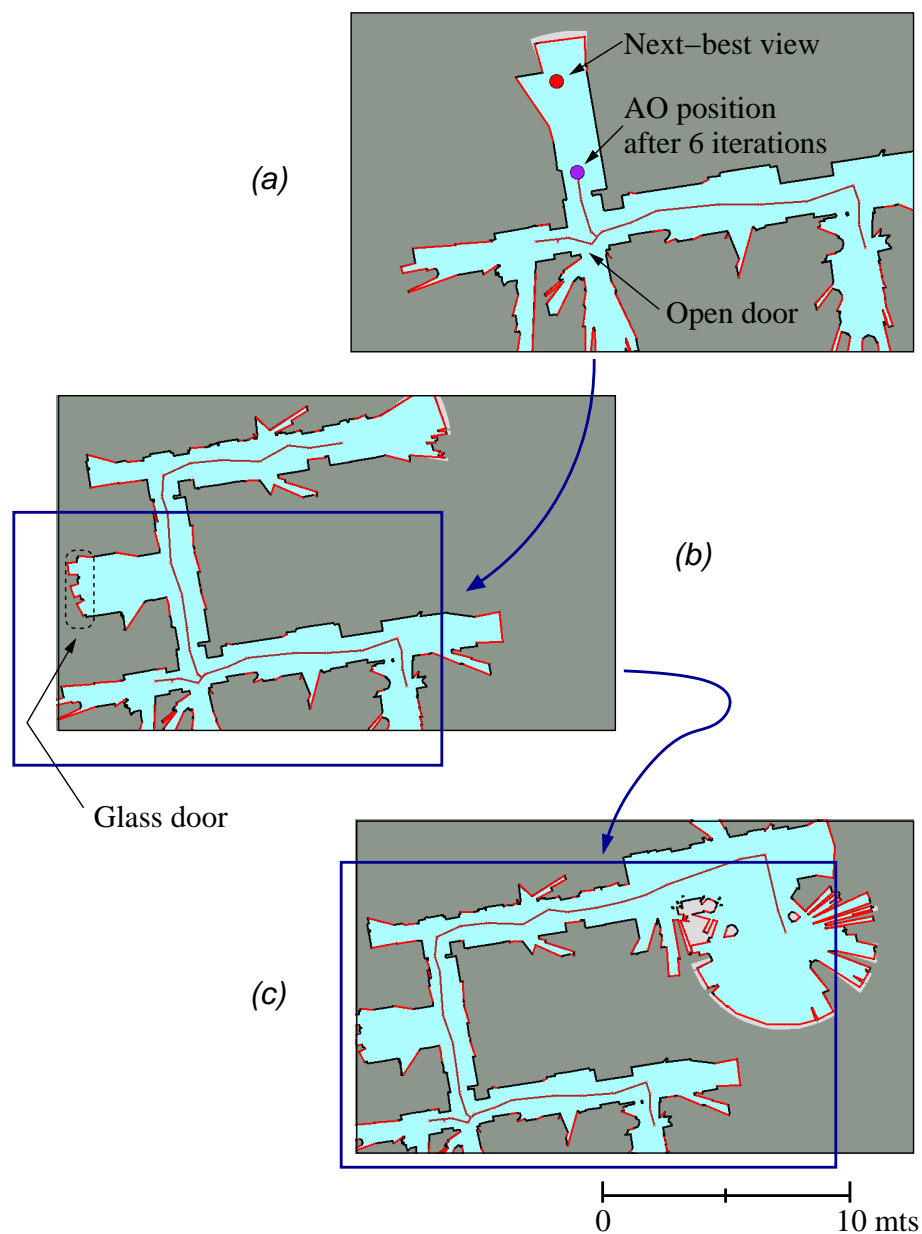 Next–best view
AO position
after 6 iterations
(a)
Open door
(b)
Glass door
(c)
0
10 mts